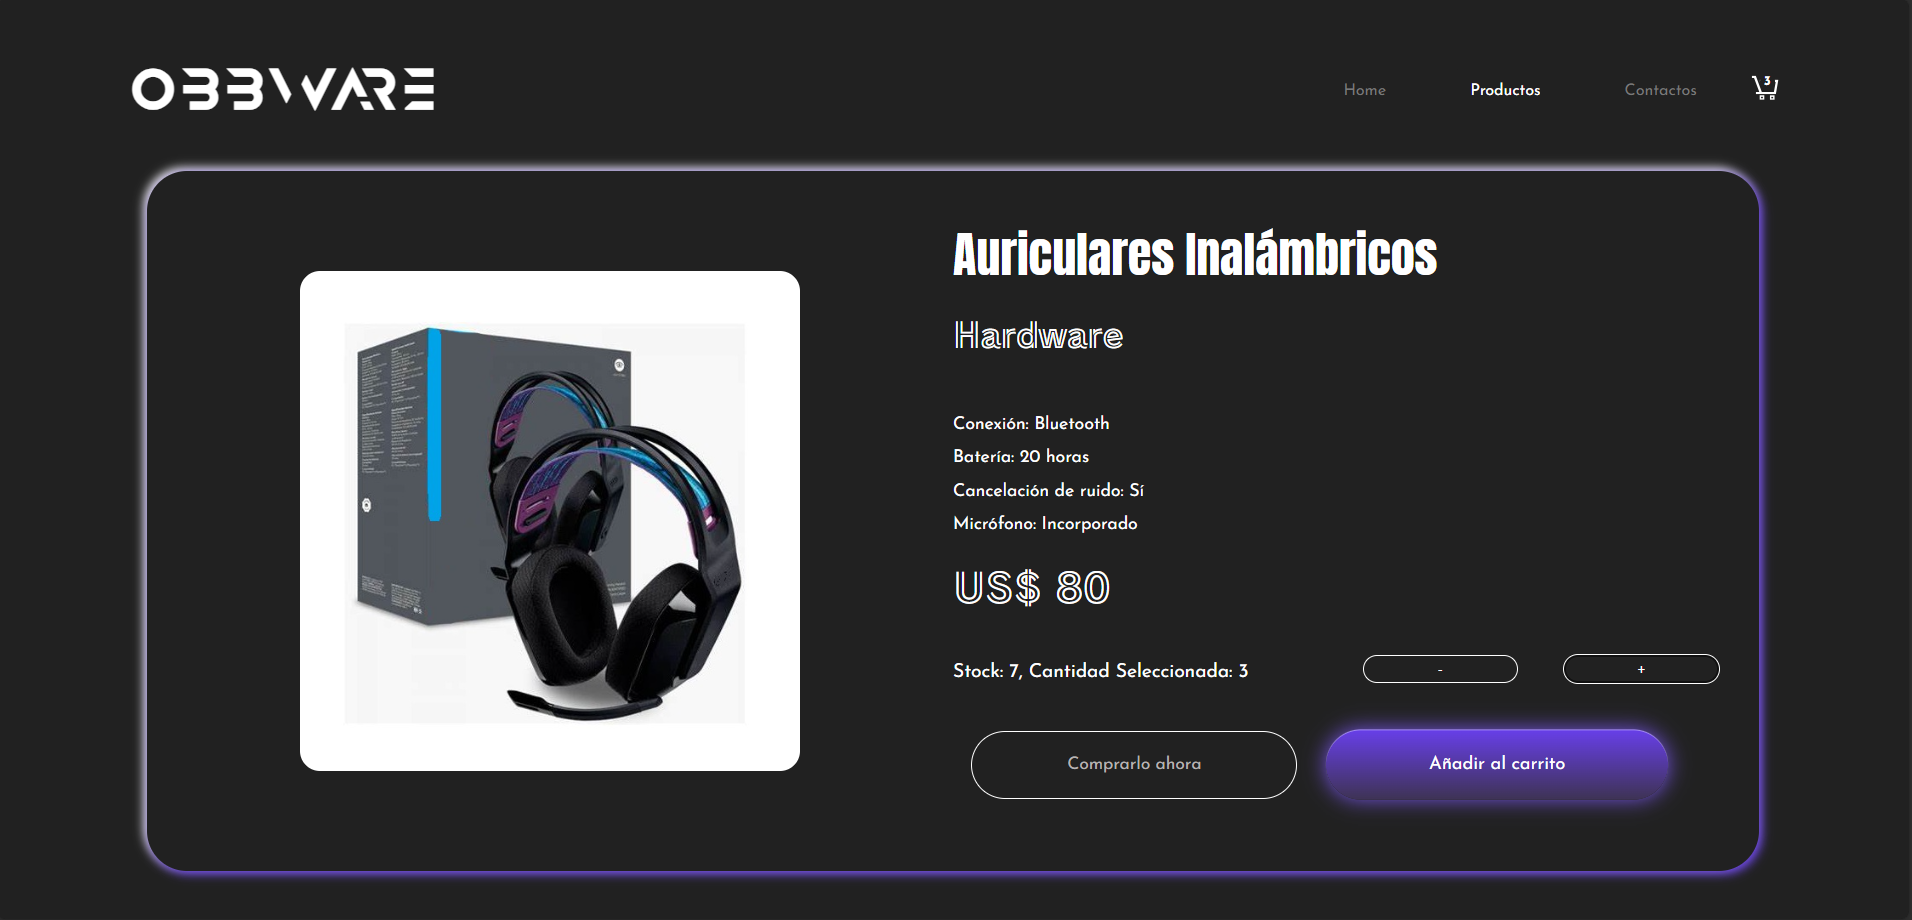 OBBWARE
Home Productos Contactos 3
Auriculares Inalámbricos
Hardware
Conexión: Bluetooth
Batería: 20 horas
Cancelación de ruido: Sí
Micrófono: Incorporado
US$ 80
Stock: 7, Cantidad Seleccionada: 3 - +
Comprarlo ahora Añadir al carrito